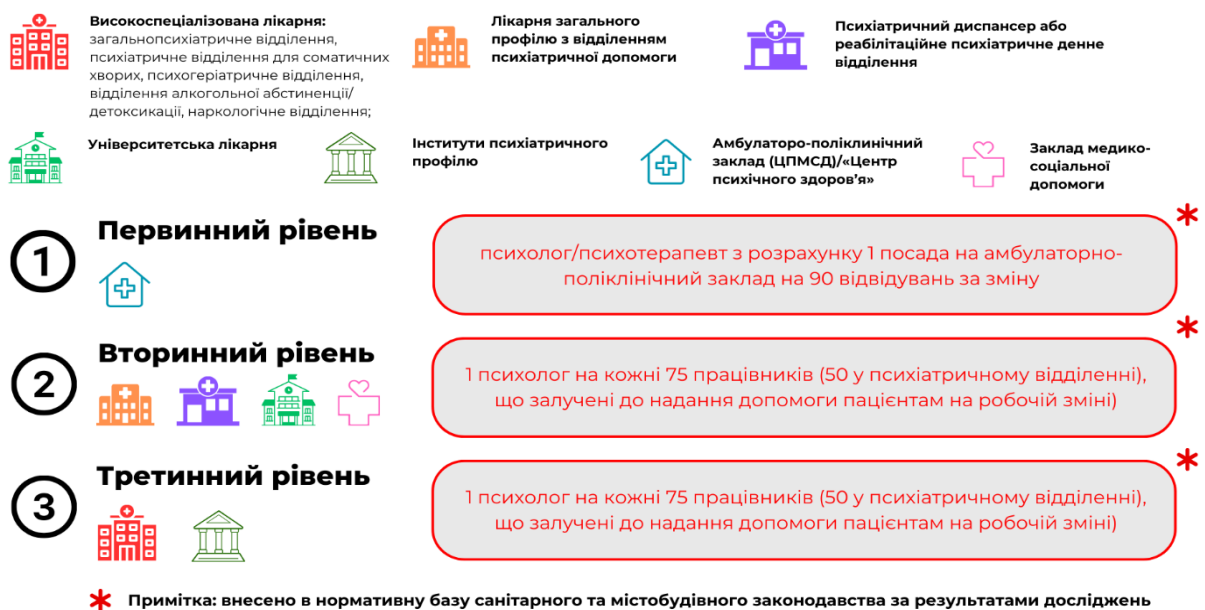 Високоспеціалізована лікарня:
загальнопсихіатричне відділення,
психіатричне відділення для соматичних
хворих, психогеріатричне відділення,
відділення алкогольної абстиненції/
детоксикації, наркологічне відділення;
Лікарня загального
профілю з відділенням
психіатричної допомоги
Психіатричний диспансер або
реабілітаційне психіатричне денне
відділення
Університетська лікарня
Інститути психіатричного
профілю
Амбулаторо-поліклінічний
заклад (ЦПМСД)/«Центр
психічного здоров’я»
Заклад медико-
соціальної
допомоги
1
Первинний рівень
психолог/психотерапевт з розрахунку 1 посада на амбулаторно-
поліклінічний заклад на 90 відвідувань за зміну
*
2
Вторинний рівень
1 психолог на кожні 75 працівників (50 у психіатричному відділенні),
що залучені до надання допомоги пацієнтам на робочій зміні)
*
3
Третинний рівень
1 психолог на кожні 75 працівників (50 у психіатричному відділенні),
що залучені до надання допомоги пацієнтам на робочій зміні)
*
* Примітка: внесено в нормативну базу санітарного та містобудівного законодавства за результатами досліджень